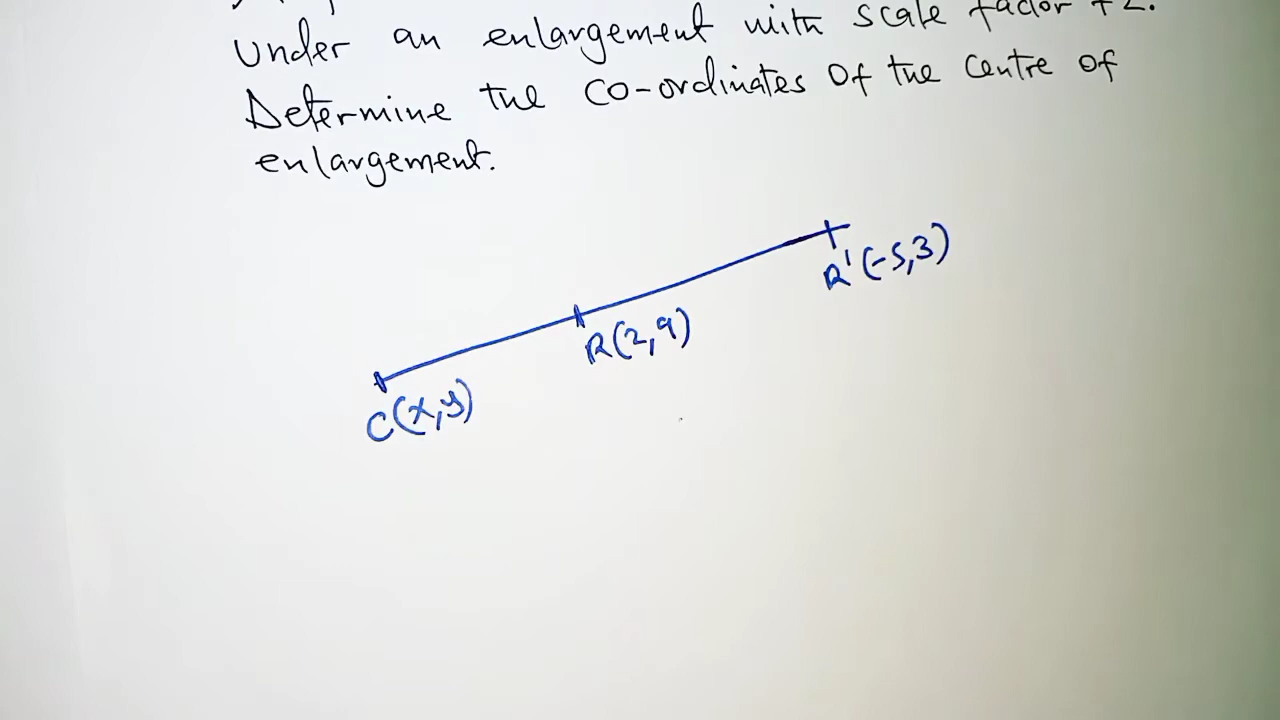 Under an enlargement with scale factor +2.
Determine the co-ordinates of the centre of
enlargement.
R'(-5,3)
R(2,9)
C(x,y)